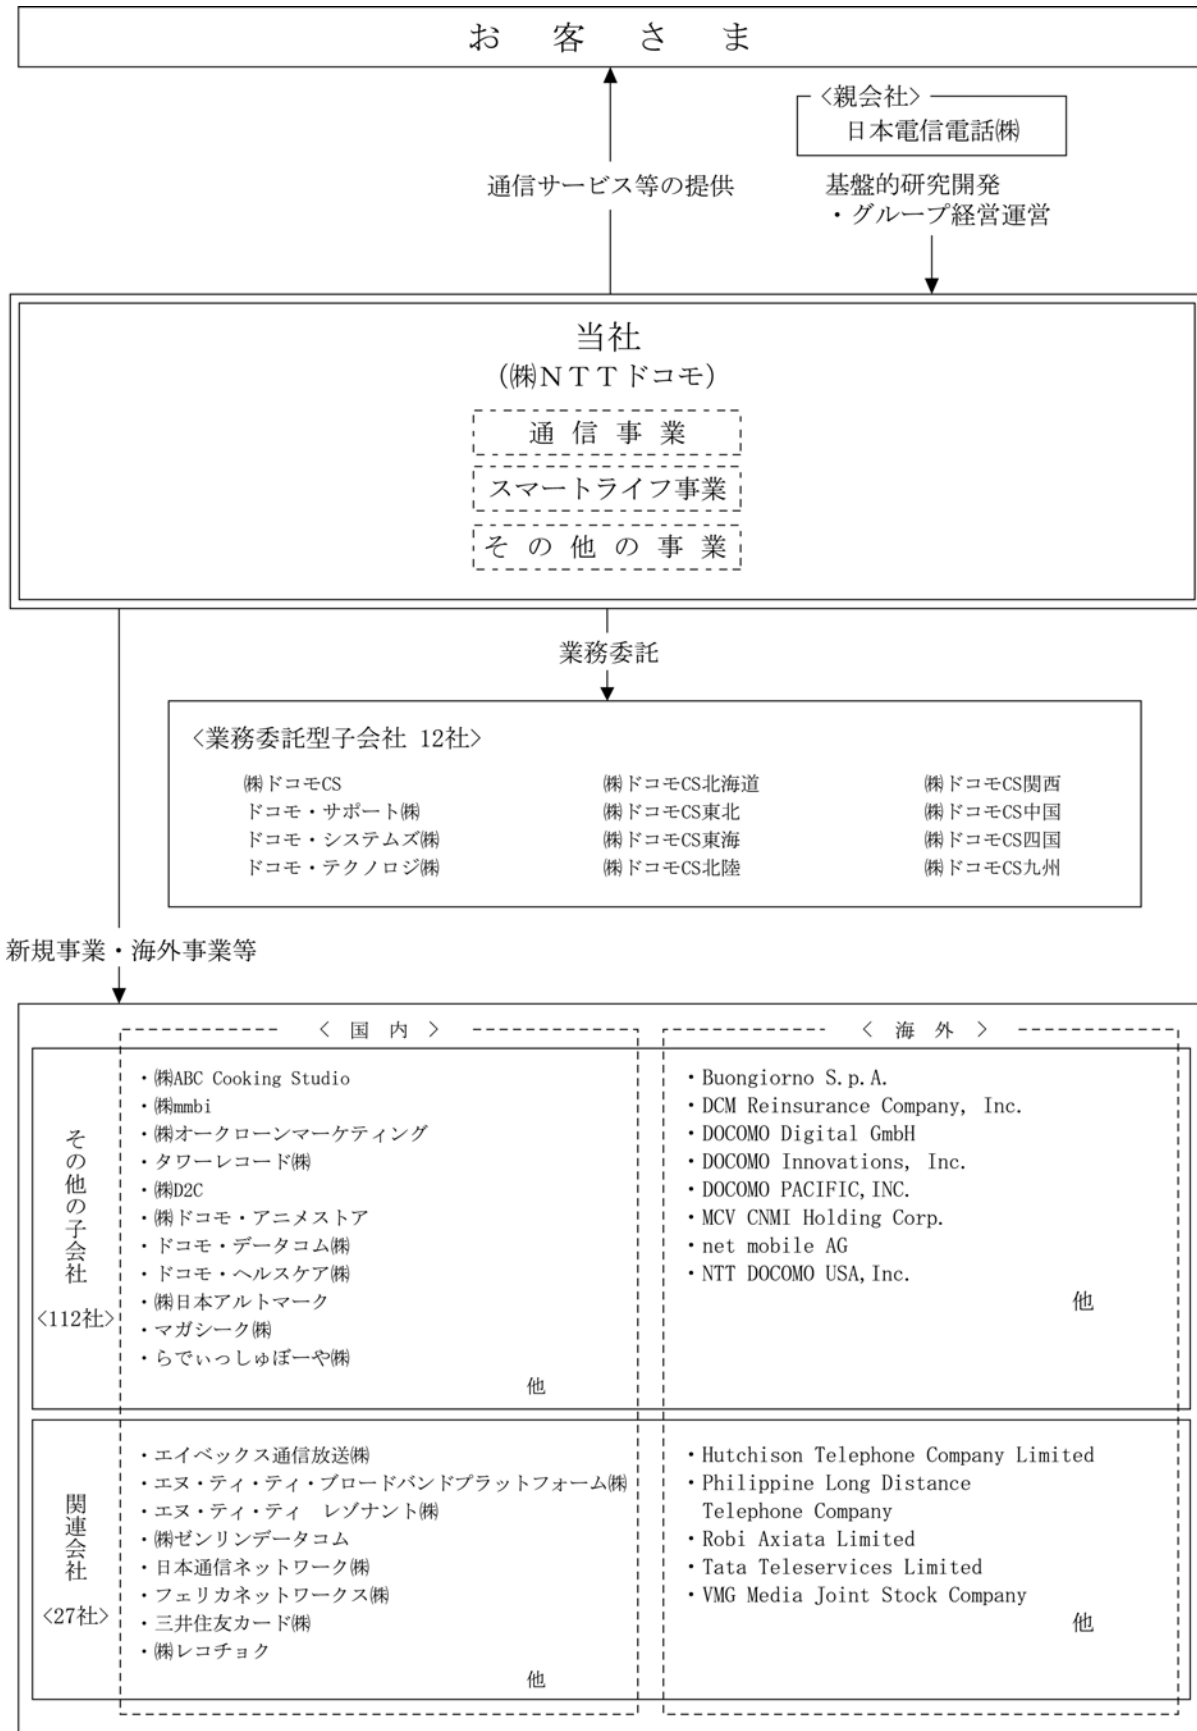 お客さま
<親会社>
日本電信電話㈱
通信サービス等の提供
基盤的研究開発
・グループ経営運営
当社
(㈱NTTドコモ)
通信事業
スマートライフ事業
その他の事業
業務委託
<業務委託型子会社 12社>
㈱ドコモCS
ドコモ・サポート㈱
ドコモ・システムズ㈱
ドコモ・テクノロジ㈱
㈱ドコモCS北海道
㈱ドコモCS東北
㈱ドコモCS東海
㈱ドコモCS北陸
㈱ドコモCS関西
㈱ドコモCS中国
㈱ドコモCS四国
㈱ドコモCS九州
新規事業・海外事業等
<国内>
<海外>
その他の子会社
<112社>
・㈱ABC Cooking Studio
・㈱mmbi
・㈱オークローンマーケティング
・タワーレコード㈱
・㈱D2C
・㈱ドコモ・アニメストア
・ドコモ・データコム㈱
・ドコモ・ヘルスケア㈱
・㈱日本アルトマーク
・マガシーク㈱
・らでぃっしゅぼーや㈱
他
・Buongiorno S.p.A.
・DCM Reinsurance Company, Inc.
・DOCOMO Digital GmbH
・DOCOMO Innovations, Inc.
・DOCOMO PACIFIC,INC.
・MCV CNMI Holding Corp.
・net mobile AG
・NTT DOCOMO USA,Inc.
他
関連会社
<27社>
・エイベックス通信放送㈱
・エヌ・ティ・ティ・ブロードバンドプラットフォーム㈱
・エヌ・ティ・ティ レゾナント㈱
・㈱ゼンリンデータコム
・日本通信ネットワーク㈱
・フェリカネットワークス㈱
・三井住友カード㈱
・㈱レコチョク
他
・Hutchison Telephone Company Limited
・Philippine Long Distance
Telephone Company
・Robi Axiata Limited
・Tata Teleservices Limited
・VMG Media Joint Stock Company
他